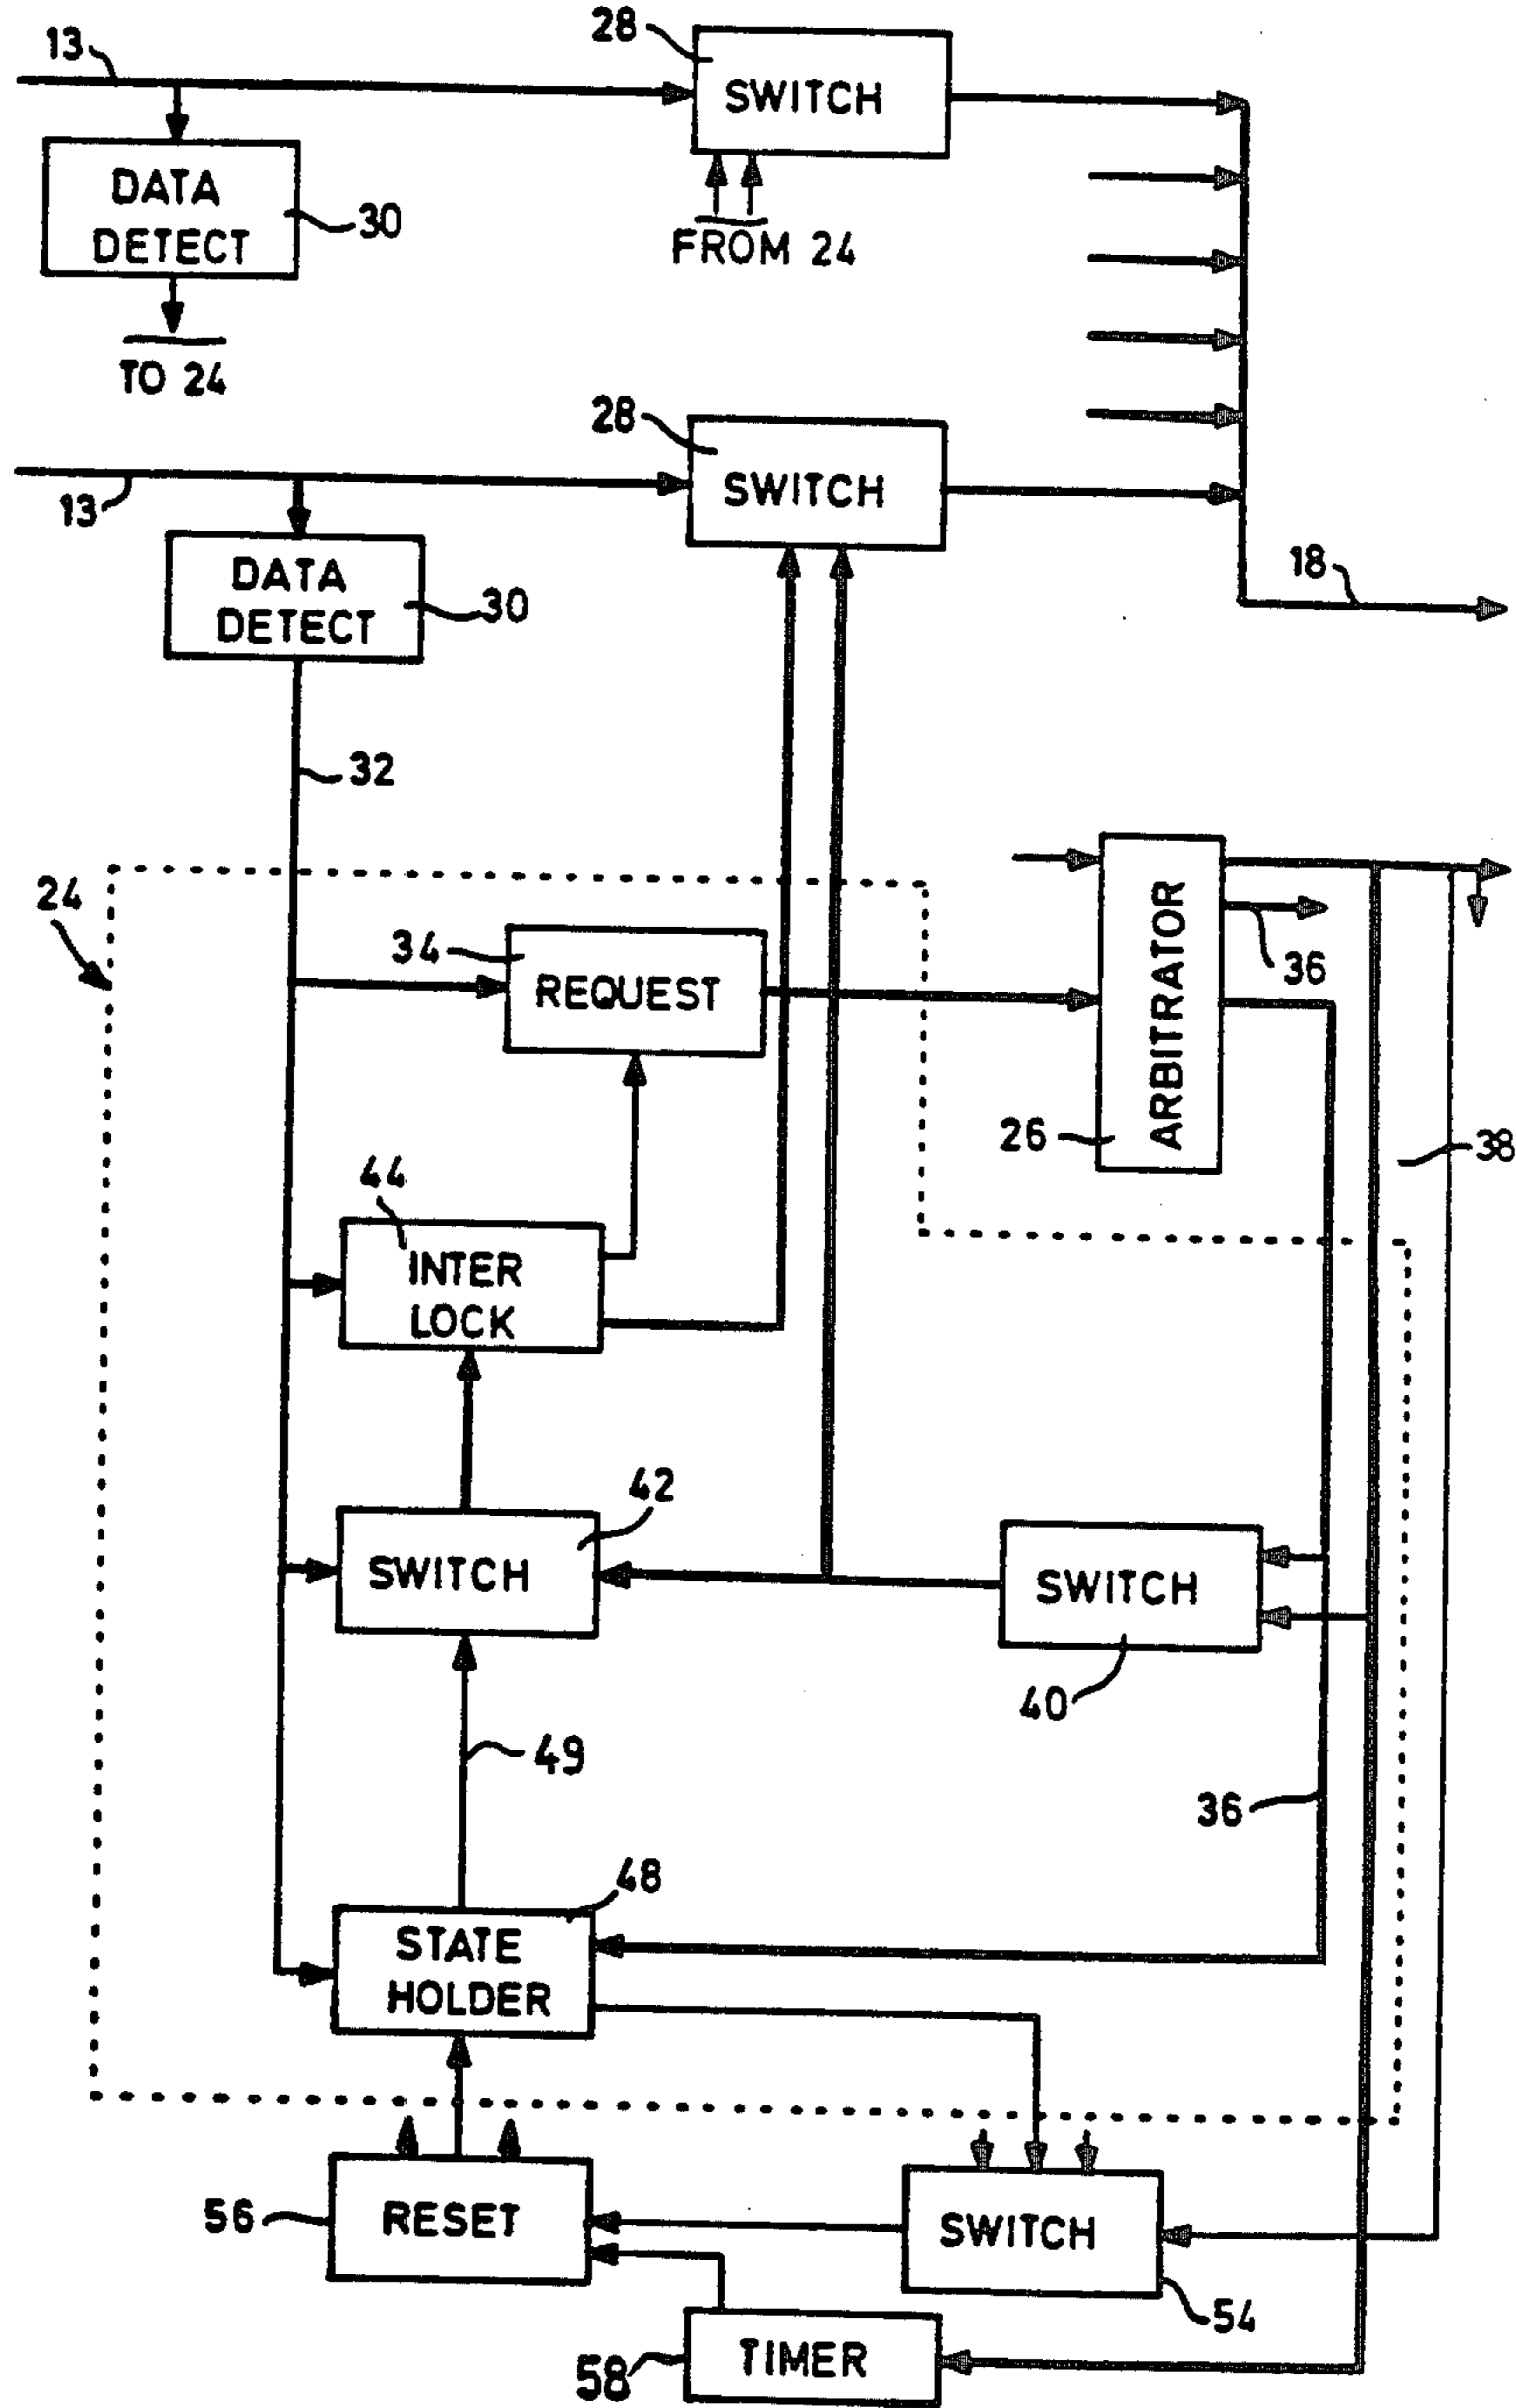 13
28
SWITCH
DATA
DETECT
30
FROM 24
TO 24
28
SWITCH
13
DATA
DETECT
30
18
32
24
34
REQUEST
ARBITRATOR
36
26
38
44
INTER
LOCK
42
SWITCH
SWITCH
40
49
36
48
STATE
HOLDER
56
RESET
SWITCH
54
58
TIMER